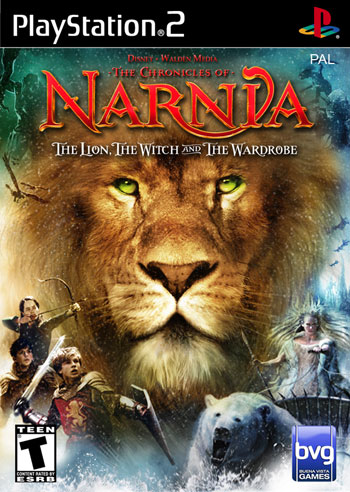 PlayStation®2
PAL
DISNEY · WALDEN MEDIA
· THE CHRONICLES OF ·
NARNIA
THE LION, THE WITCH AND THE WARDROBE
TEEN
T
CONTENT RATED BY
ESRB
bvg
BUENA VISTA
GAMES